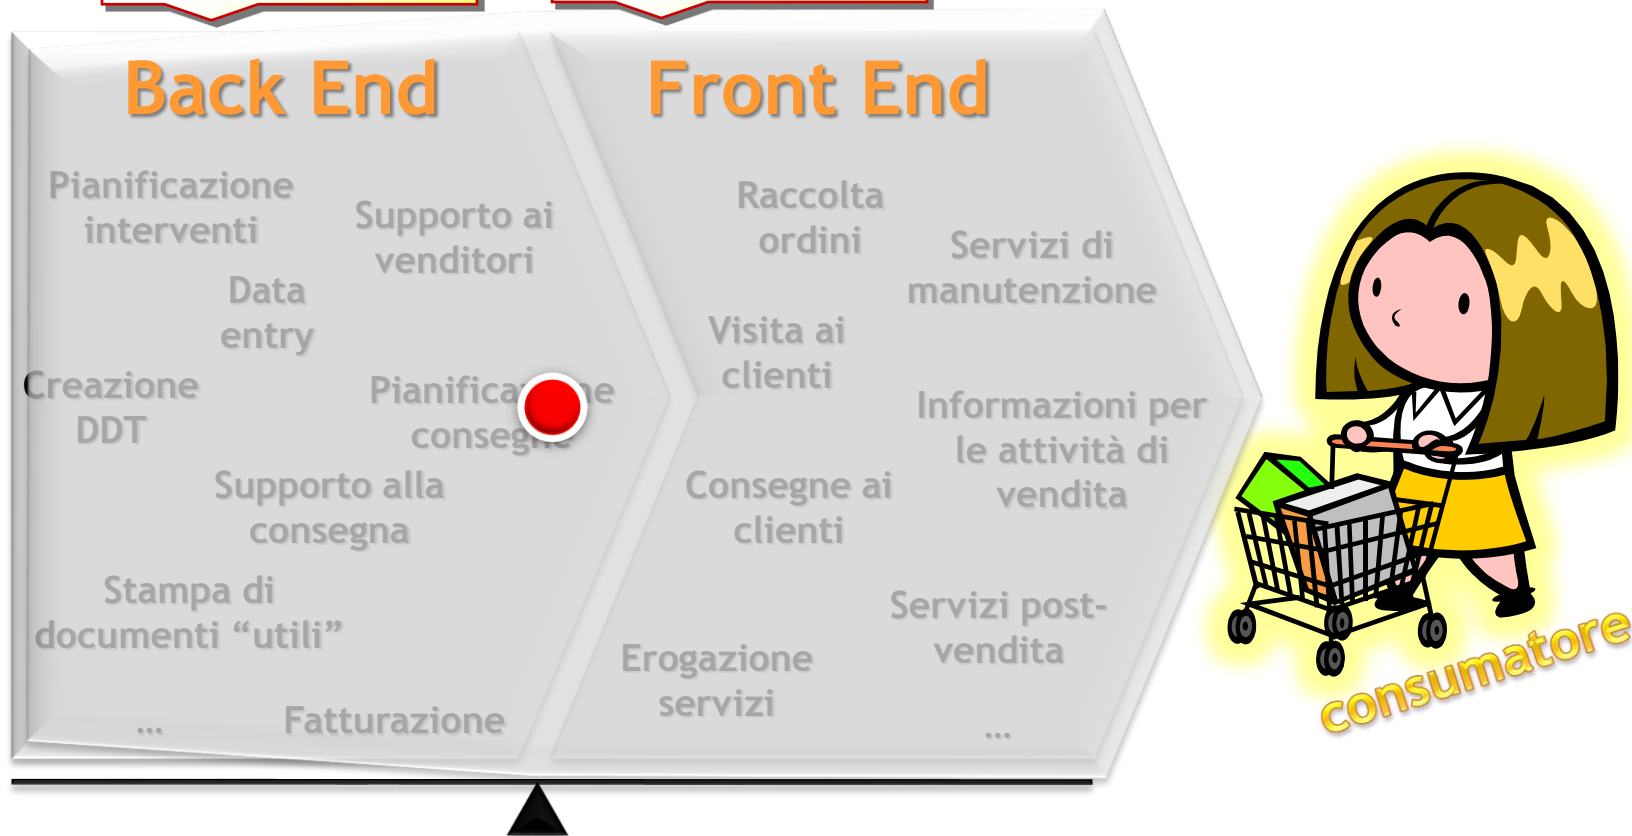 Back End
Pianificazione
interventi
Supporto ai
venditori
Data
entry
Creazione
DDT
Pianificazione
consegne
Supporto alla
consegna
Stampa di
documenti “utili”
…
Fatturazione
Front End
Raccolta
ordini
Servizi di
manutenzione
Visita ai
clienti
Informazioni per
le attività di
vendita
Consegne ai
clienti
Servizi post-
vendita
Erogazione
servizi
…
consumatore